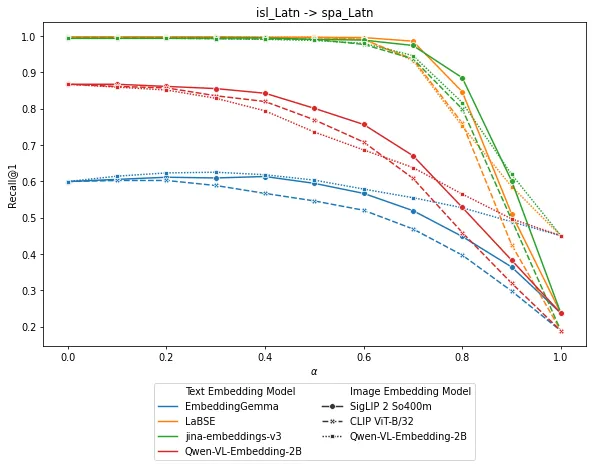 isl_Latn -> spa_Latn
Recall@1
1.0
0.9
0.8
0.7
0.6
0.5
0.4
0.3
0.2
0.0 0.2 0.4 0.6 0.8 1.0
α
Text Embedding Model Image Embedding Model
EmbeddingGemma SigLIP 2 So400m
LaBSE CLIP ViT-B/32
jina-embeddings-v3 Qwen-VL-Embedding-2B
Qwen-VL-Embedding-2B